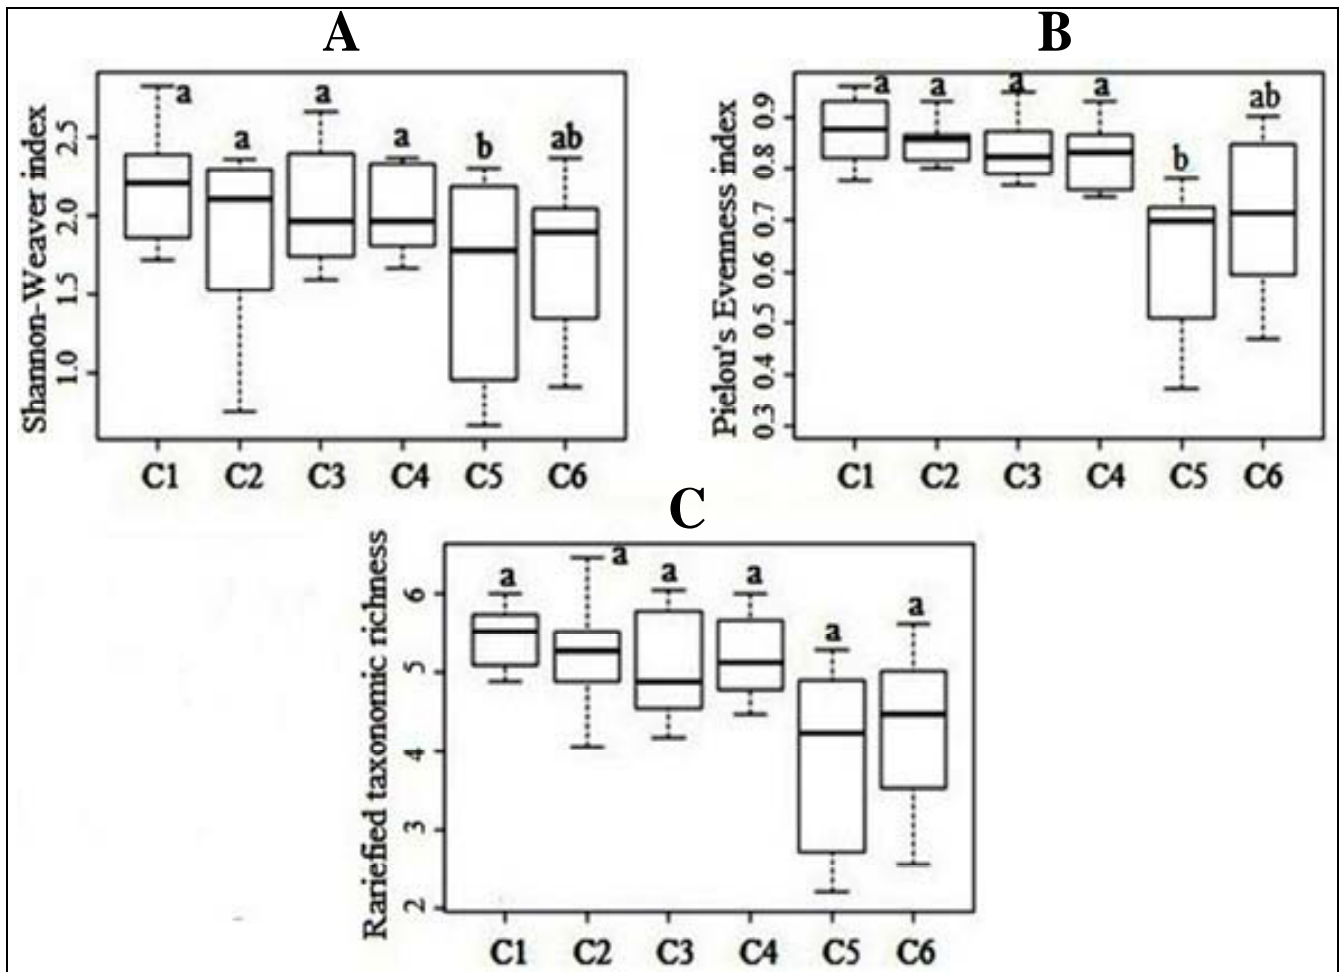 A
Shannon-Weaver index
2.5
2.0
1.5
1.0
a
a
a
a
b
ab
C1 C2 C3 C4 C5 C6
B
Pielou's Evenness index
0.9
0.8
0.7
0.6
0.5
0.4
0.3
a
a
a
a
b
ab
C1 C2 C3 C4 C5 C6
C
Rariefied taxonomic richness
6
5
4
3
2
a
a
a
a
a
a
C1 C2 C3 C4 C5 C6